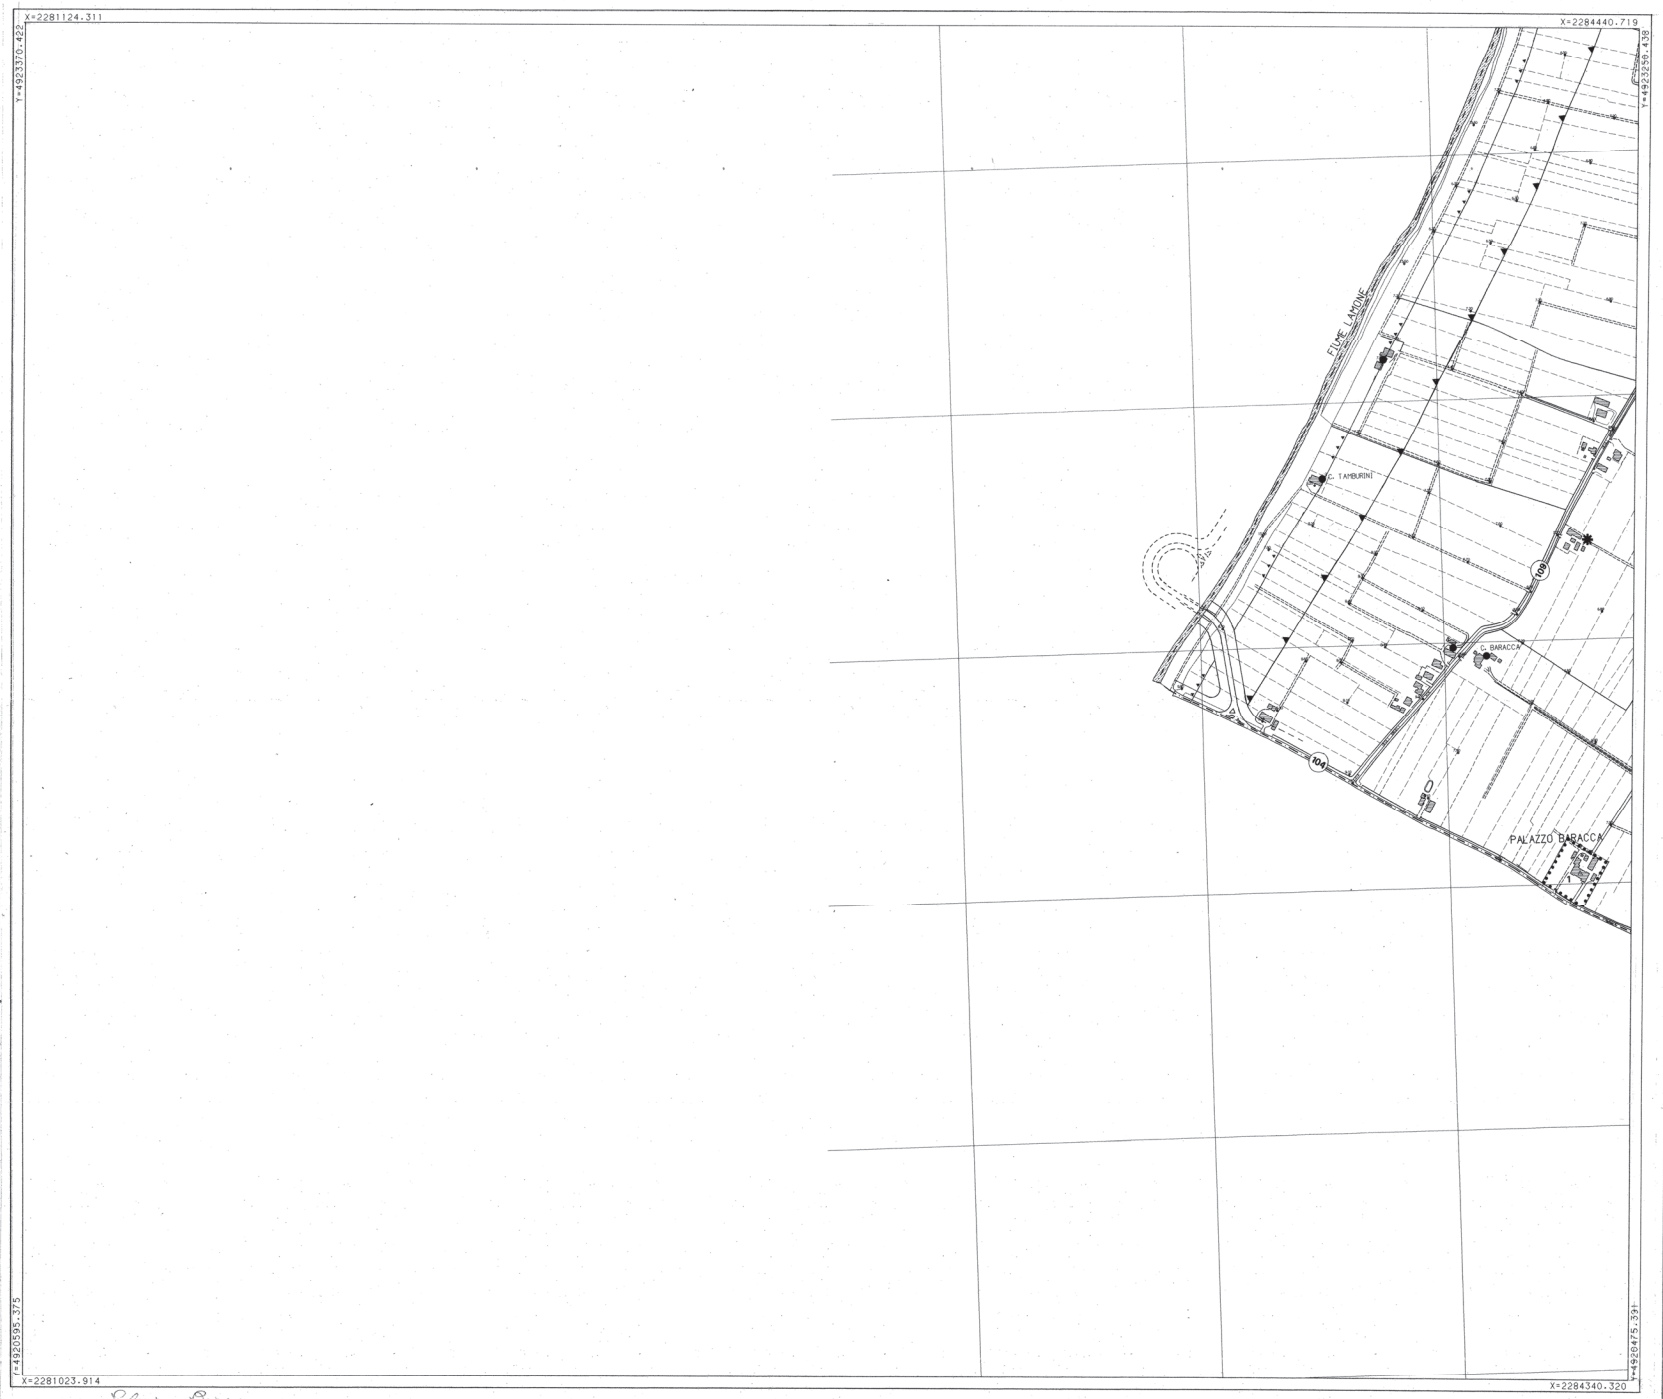 X=2281124.311
X=2284440.719
Y=4923370.422
Y=4923250.438
FIUME LAMONE
C. TAMBURINI
109
C. BARACCA
104
PALAZZO BARACCA
1
Y=4920595.375
Y=4920475.391
X=2281023.914
X=2284340.320